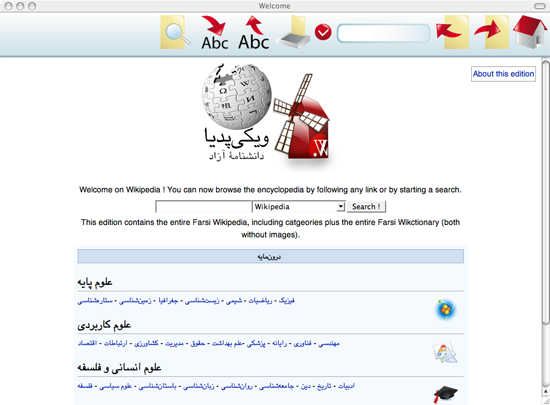 Welcome
Abc Abc
About this edition
ویکی‌پدیا
دانشنامهٔ آزاد
Welcome on Wikipedia ! You can now browse the encyclopedia by following any link or by starting a search.
Wikipedia Search !
This edition contains the entire Farsi Wikipedia, including catgeories plus the entire Farsi Wikctionary (both
without images).
درون‌مایه
علوم پایه
فیزیک - ریاضیات - شیمی - زیست‌شناسی - جغرافیا - زمین‌شناسی - ستاره‌شناسی
علوم کاربردی
مهندسی - فناوری - رایانه - پزشکی -علم بهداشت - حقوق - مدیریت - کشاورزی - ارتباطات - اقتصاد
علوم انسانی و فلسفه
ادبیات - تاریخ - دین - جامعه‌شناسی - روان‌شناسی - زبان‌شناسی - باستان‌شناسی - علوم سیاسی - فلسفه